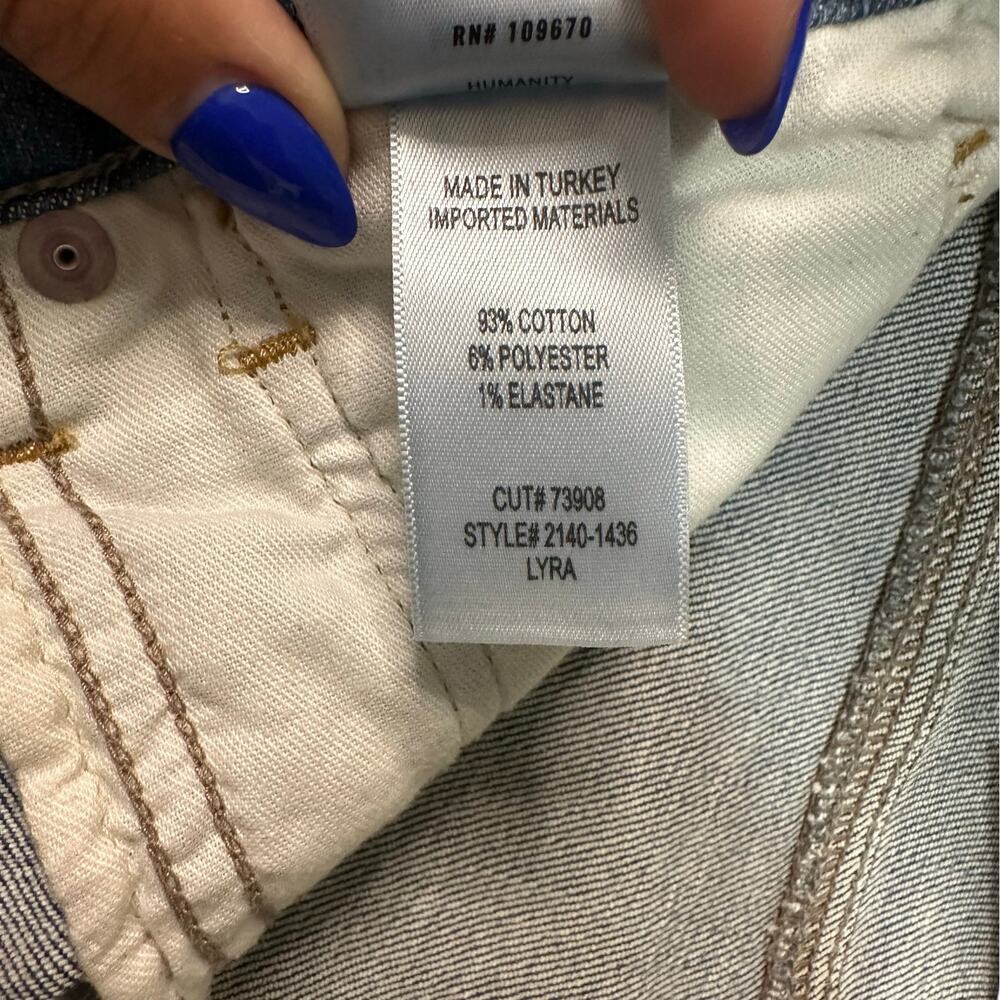 RN# 109670
HUMANITY
MADE IN TURKEY
IMPORTED MATERIALS
93% COTTON
6% POLYESTER
1% ELASTANE
CUT# 73908
STYLE# 2140-1436
LYRA